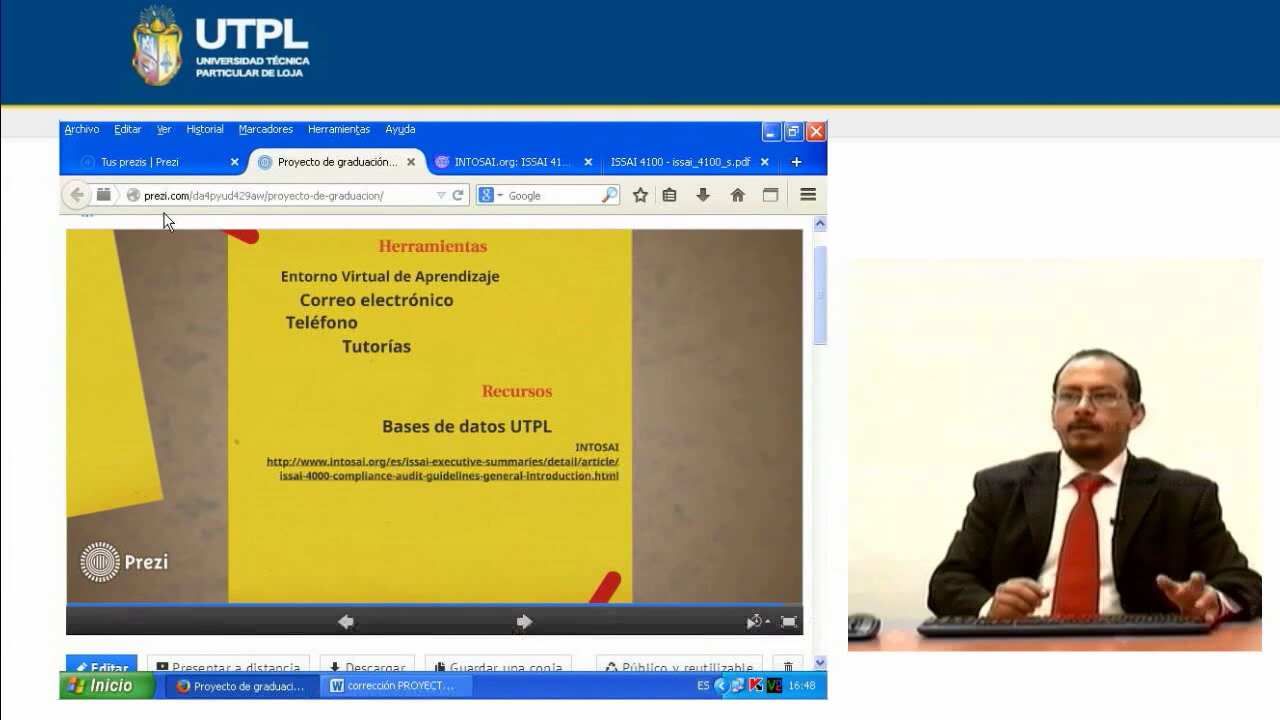 UTPL
UNIVERSIDAD TÉCNICA
PARTICULAR DE LOJA
Archivo Editar Ver Historial Marcadores Herramientas Ayuda
Tus prezis | Prezi
Proyecto de graduación...
INTOSAI.org: ISSAI 41...
ISSAI 4100 - issai_4100_s.pdf
prezi.com/da4pyud429aw/proyecto-de-graduacion/
Google
Herramientas
Entorno Virtual de Aprendizaje
Correo electrónico
Teléfono
Tutorías
Recursos
Bases de datos UTPL
INTOSAI
http://www.intosai.org/es/issai-executive-summaries/detail/article/
issai-4000-compliance-audit-guidelines-general-introduction.html
Prezi
Editar Presentar a distancia Descargar Guardar una copia Público y reutilizable
Inicio Proyecto de graduaci... corrección PROYECT... ES 16:48